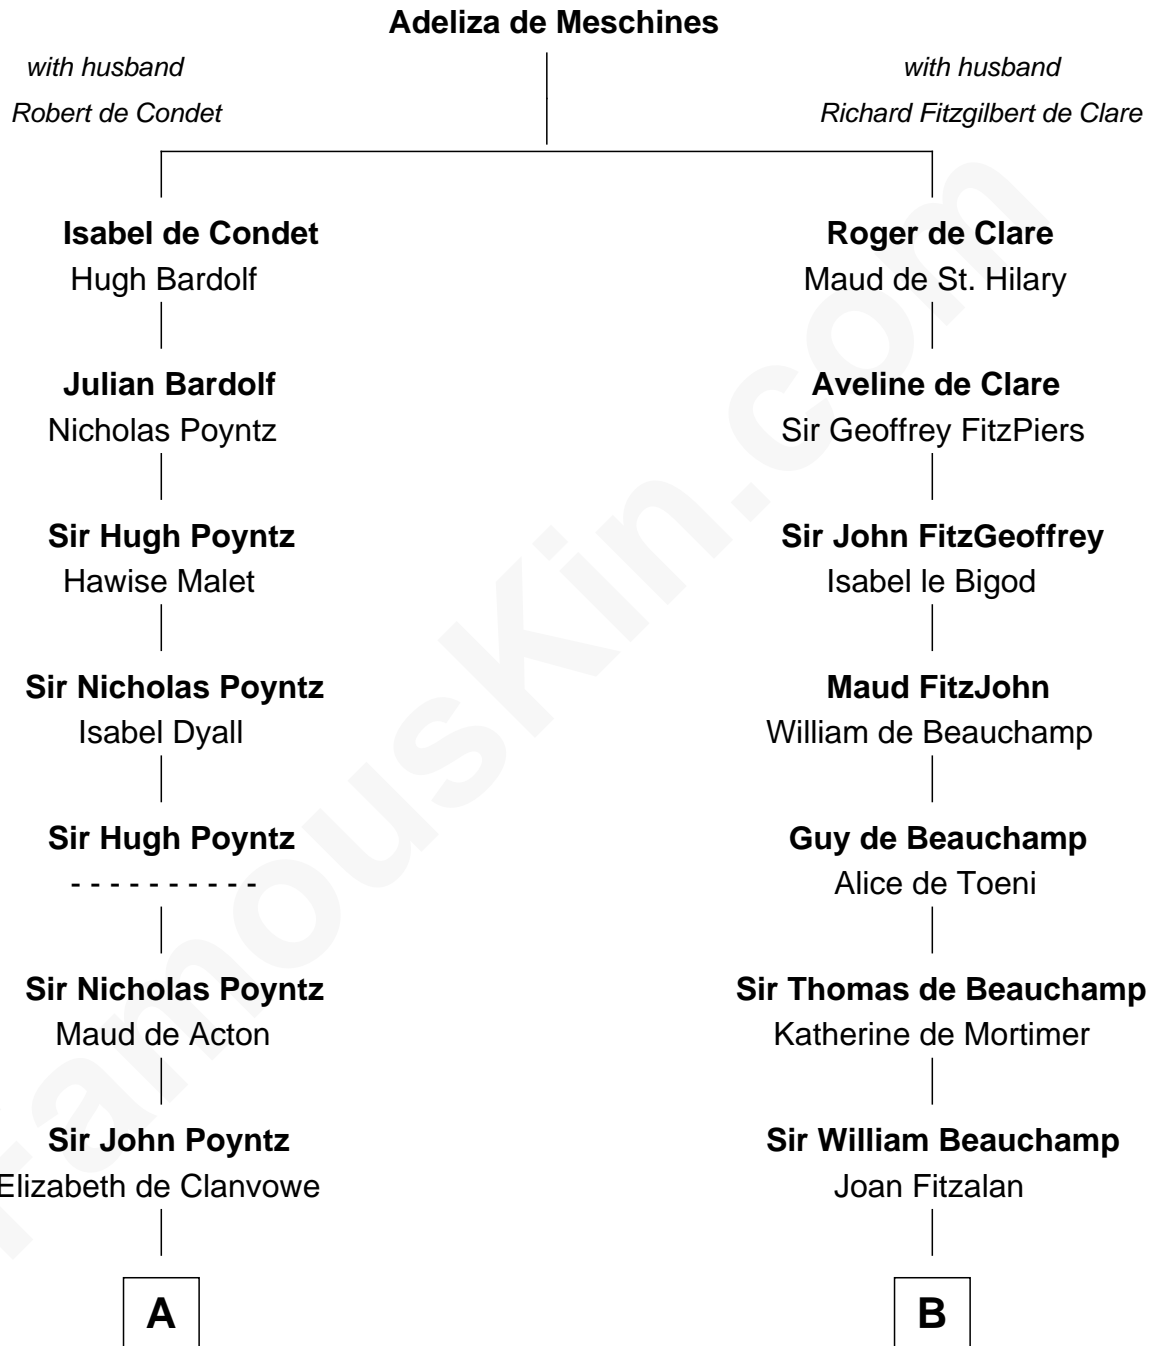 Adeliza de Meschines
with husband
Robert de Condet
with husband
Richard Fitzgilbert de Clare
Isabel de Condet
Hugh Bardolf
Roger de Clare
Maud de St. Hilary
Julian Bardolf
Nicholas Poyntz
Aveline de Clare
Sir Geoffrey FitzPiers
Sir Hugh Poyntz
Hawise Malet
Sir John FitzGeoffrey
Isabel le Bigod
Sir Nicholas Poyntz
Isabel Dyall
Maud FitzJohn
William de Beauchamp
Sir Hugh Poyntz
- - - - - - - - - -
Guy de Beauchamp
Alice de Toeni
Sir Nicholas Poyntz
Maud de Acton
Sir Thomas de Beauchamp
Katherine de Mortimer
Sir John Poyntz
Elizabeth de Clanvowe
Sir William Beauchamp
Joan Fitzalan
A
B
FamousKin.com